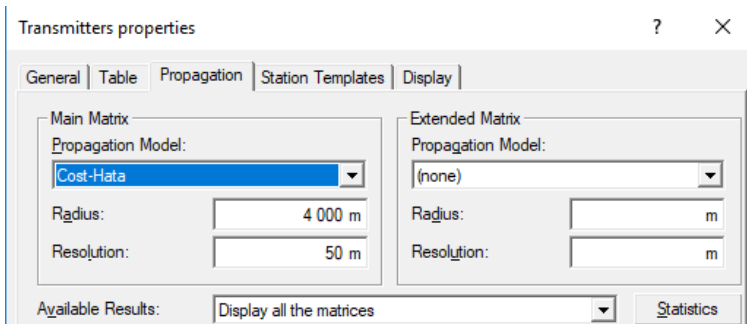 Transmitters properties ? X
General Table Propagation Station Templates Display
Main Matrix
Propagation Model:
Cost-Hata
Radius: 4 000 m
Resolution: 50 m
Extended Matrix
Propagation Model:
(none)
Radius: m
Resolution: m
Available Results: Display all the matrices Statistics